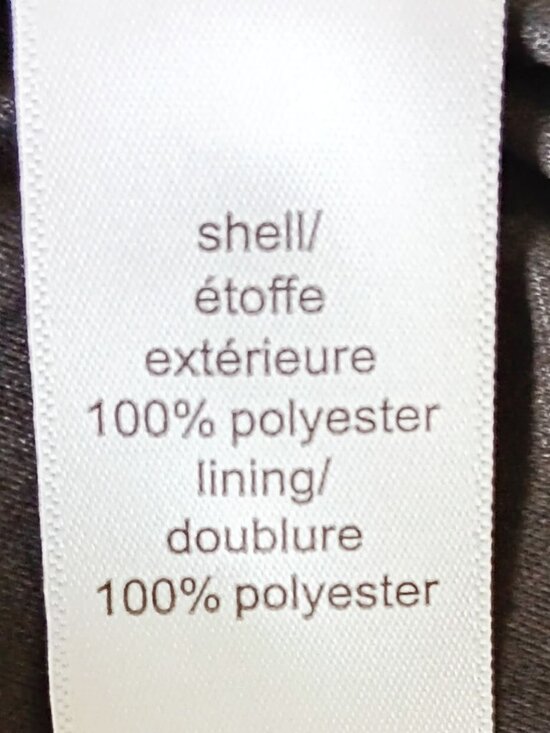 shell/
étoffe
extérieure
100% polyester
lining/
doublure
100% polyester